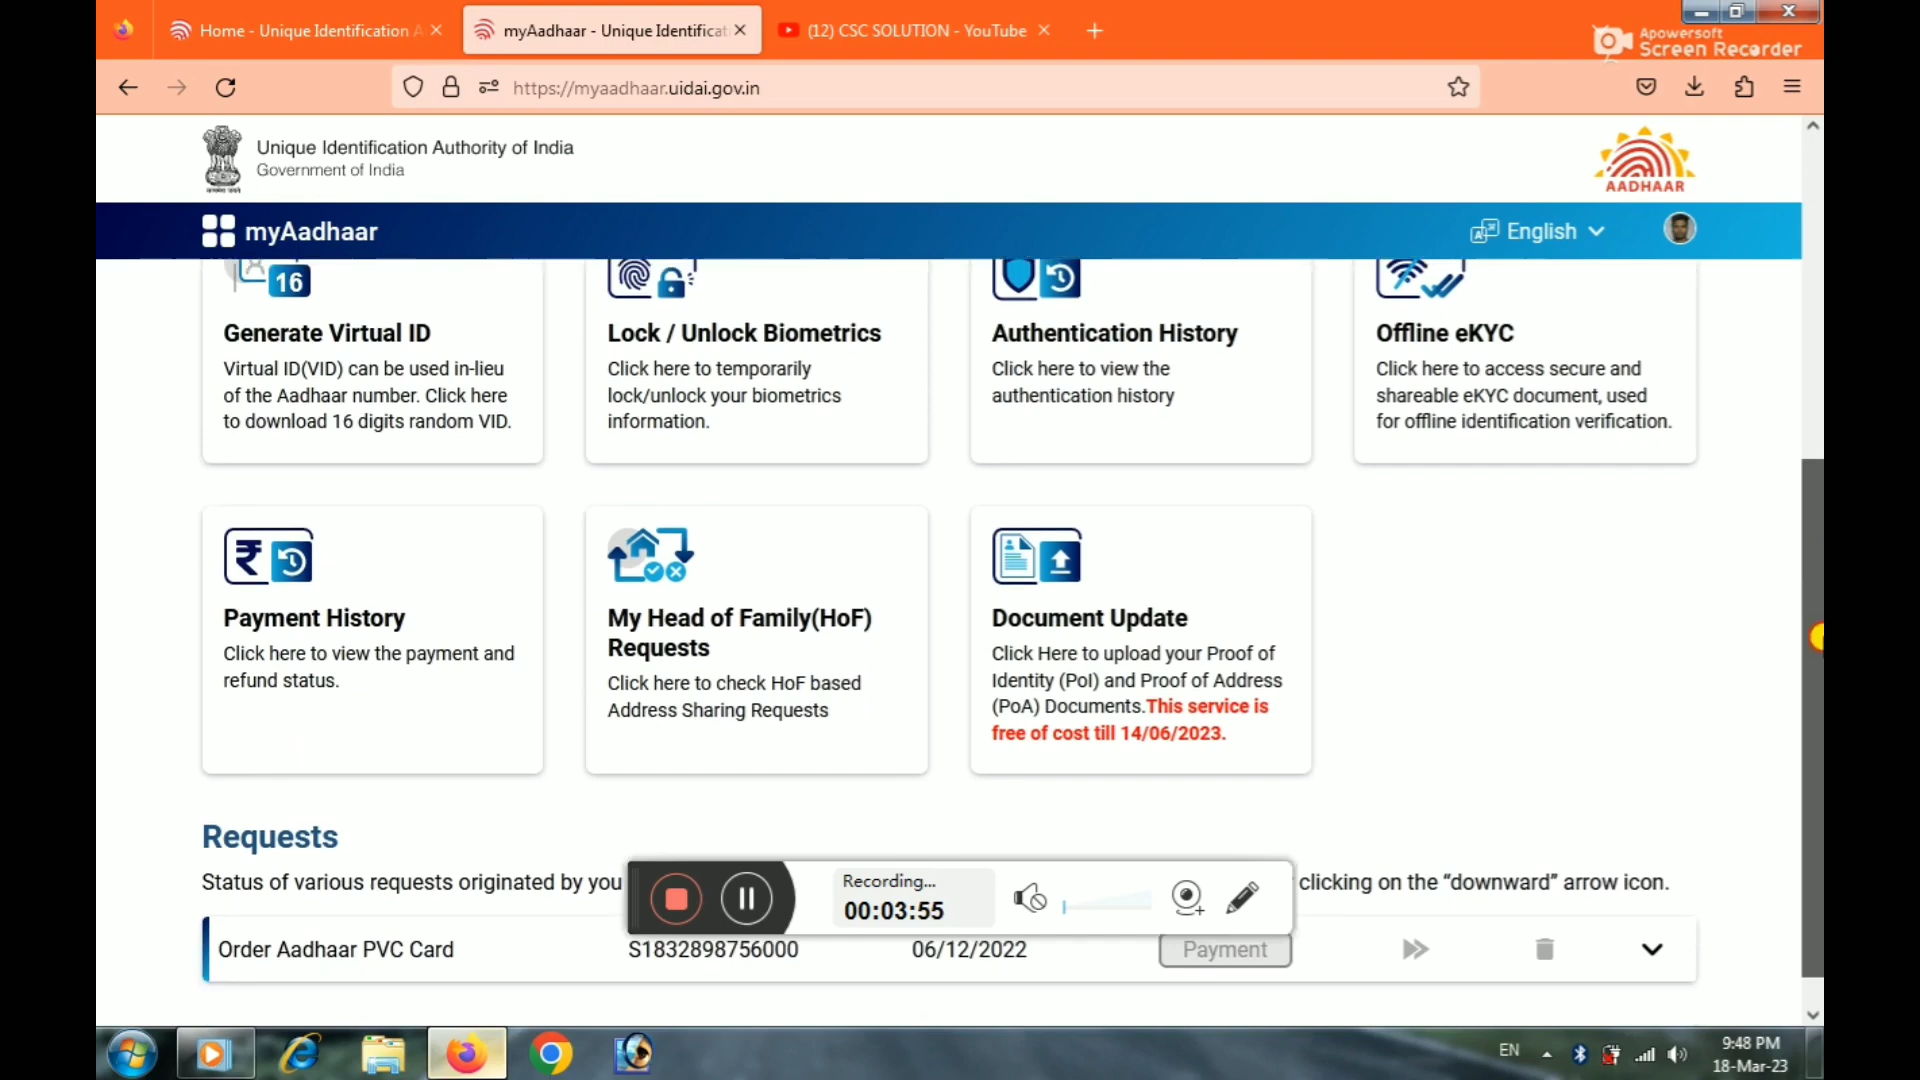 Home - Unique Identification A
myAadhaar - Unique Identificat
(12) CSC SOLUTION - YouTube
Apowersoft
Screen Recorder
https://myaadhaar.uidai.gov.in
Unique Identification Authority of India
Government of India
AADHAAR
myAadhaar
English
16
Generate Virtual ID
Virtual ID(VID) can be used in-lieu
of the Aadhaar number. Click here
to download 16 digits random VID.
Lock / Unlock Biometrics
Click here to temporarily
lock/unlock your biometrics
information.
Authentication History
Click here to view the
authentication history
Offline eKYC
Click here to access secure and
shareable eKYC document, used
for offline identification verification.
Payment History
Click here to view the payment and
refund status.
My Head of Family(HoF)
Requests
Click here to check HoF based
Address Sharing Requests
Document Update
Click Here to upload your Proof of
Identity (PoI) and Proof of Address
(PoA) Documents.This service is
free of cost till 14/06/2023.
Requests
Status of various requests originated by you clicking on the “downward” arrow icon.
Recording...
00:03:55
Order Aadhaar PVC Card S1832898756000 06/12/2022 Payment
EN
9:48 PM
18-Mar-23